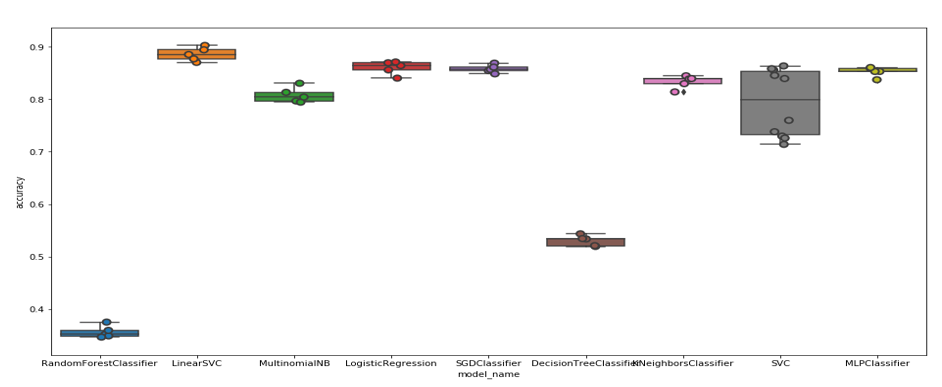 0.9
0.8
0.7
0.6
0.5
0.4
accuracy
RandomForestClassifier LinearSVC MultinomialNB LogisticRegression SGDClassifier DecisionTreeClassifier KNeighborsClassifier SVC MLPClassifier
model_name